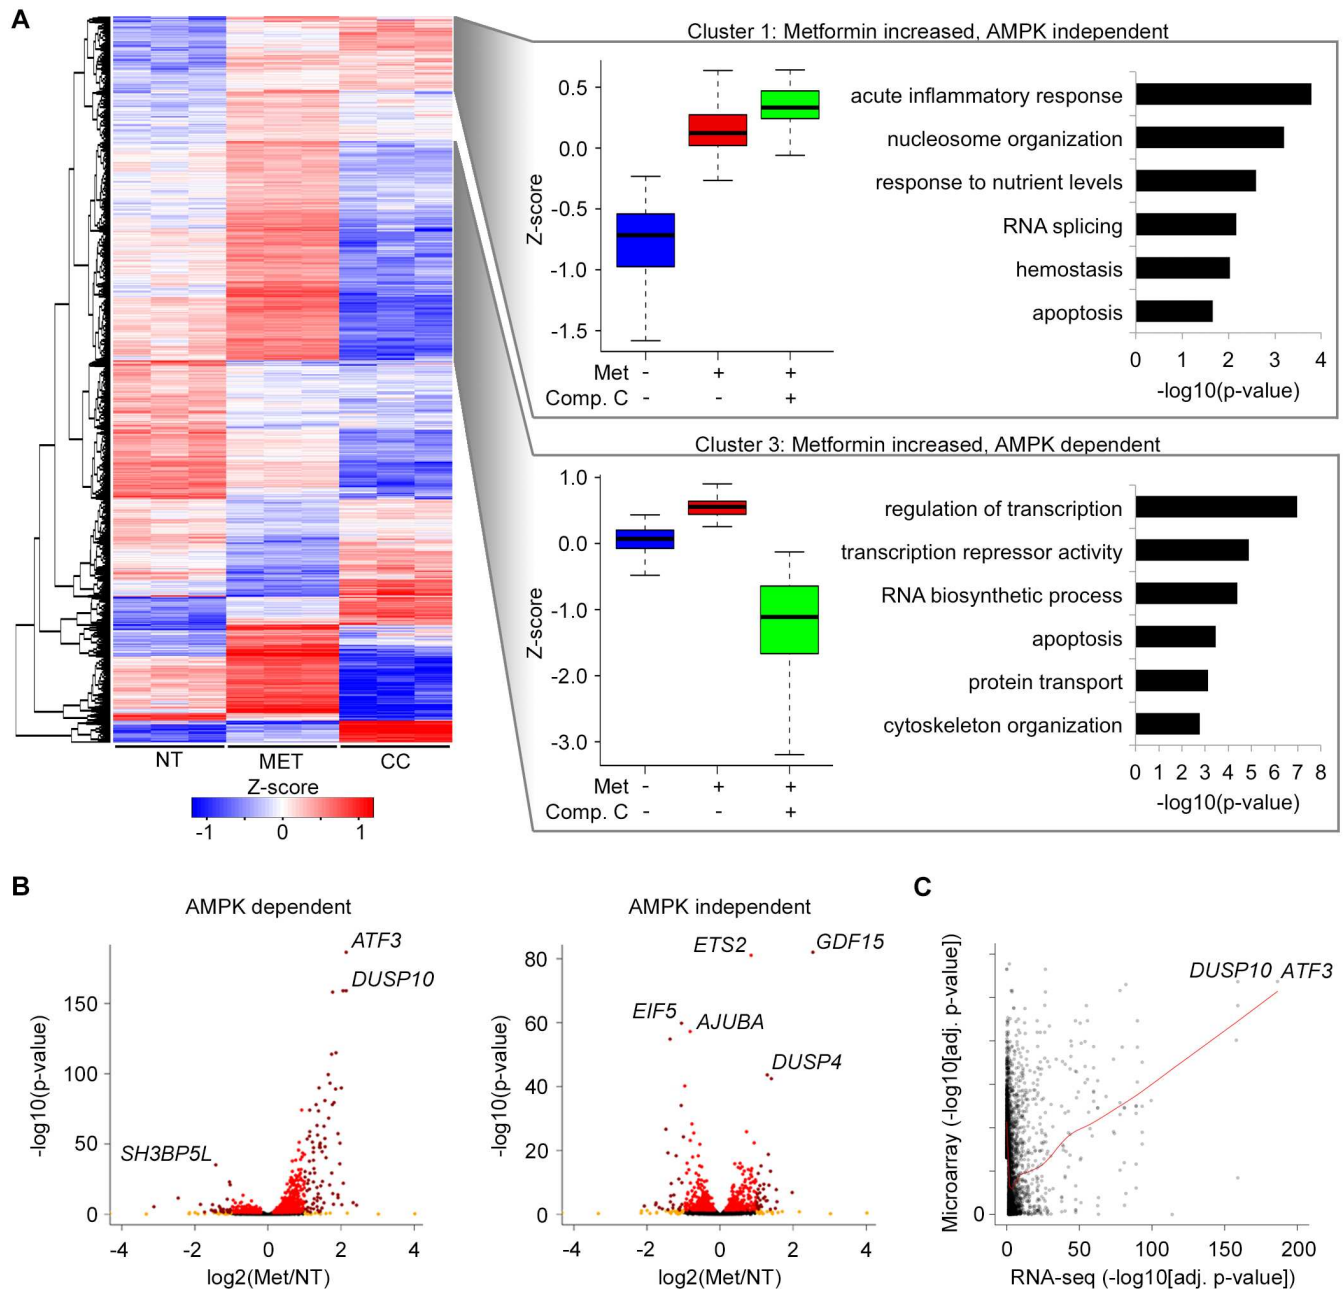 A
Cluster 1: Metformin increased, AMPK independent
Z-score
0.5
0.0
-0.5
-1.0
-1.5
Met - + +
Comp. C - - +
acute inflammatory response
nucleosome organization
response to nutrient levels
RNA splicing
hemostasis
apoptosis
0 1 2 3 4
-log10(p-value)
Cluster 3: Metformin increased, AMPK dependent
Z-score
1.0
0.0
-1.0
-2.0
-3.0
Met - + +
Comp. C - - +
regulation of transcription
transcription repressor activity
RNA biosynthetic process
apoptosis
protein transport
cytoskeleton organization
0 1 2 3 4 5 6 7 8
-log10(p-value)
NT MET CC
Z-score
-1 0 1
B
AMPK dependent
-log10(p-value)
150
100
50
0
ATF3
DUSP10
SH3BP5L
-4 -2 0 2 4
log2(Met/NT)
AMPK independent
-log10(p-value)
80
60
40
20
0
ETS2
GDF15
EIF5
AJUBA
DUSP4
-4 -2 0 2 4
log2(Met/NT)
C
Microarray (-log10[adj. p-value])
0
DUSP10 ATF3
0 50 100 150 200
RNA-seq (-log10[adj. p-value])